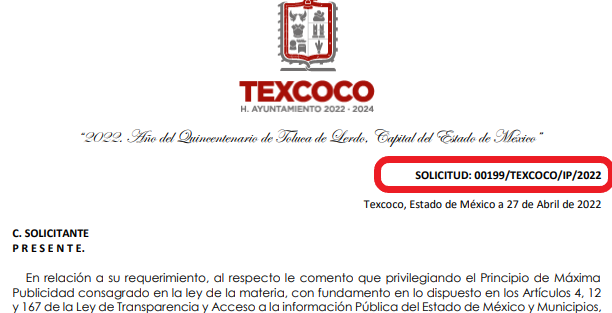 TEXCOCO
H. AYUNTAMIENTO 2022 - 2024
“2022. Año del Quincentenario de Toluca de Lerdo, Capital del Estado de México”
SOLICITUD: 00199/TEXCOCO/IP/2022
Texcoco, Estado de México a 27 de Abril de 2022
C. SOLICITANTE
P R E S E N T E.
En relación a su requerimiento, al respecto le comento que privilegiando el Principio de Máxima
Publicidad consagrado en la ley de la materia, con fundamento en lo dispuesto en los Artículos 4, 12
y 167 de la Ley de Transparencia y Acceso a la información Pública del Estado de México y Municipios,